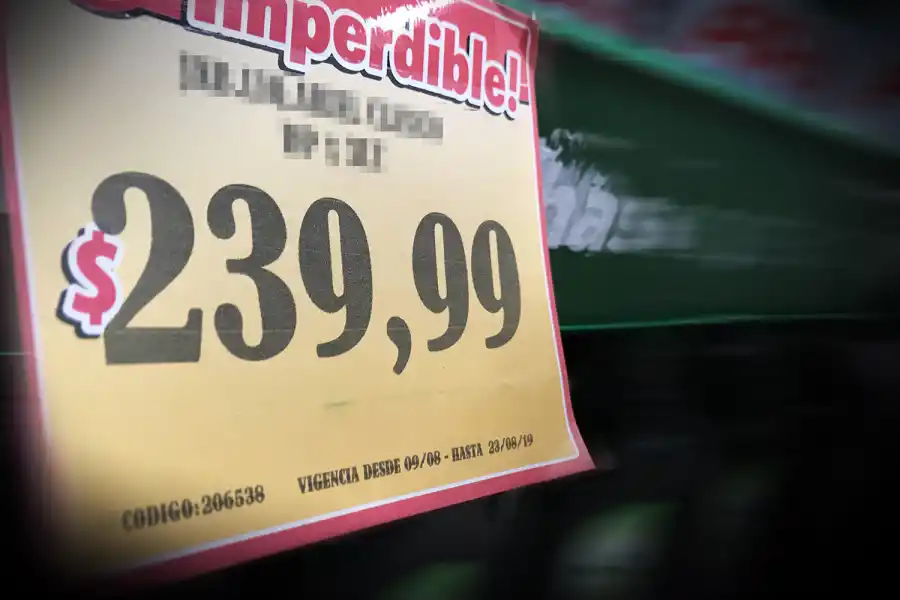 imperdible!
$239,99
VIGENCIA DESDE 09/08 - HASTA 23/08/19
CODIGO:206538